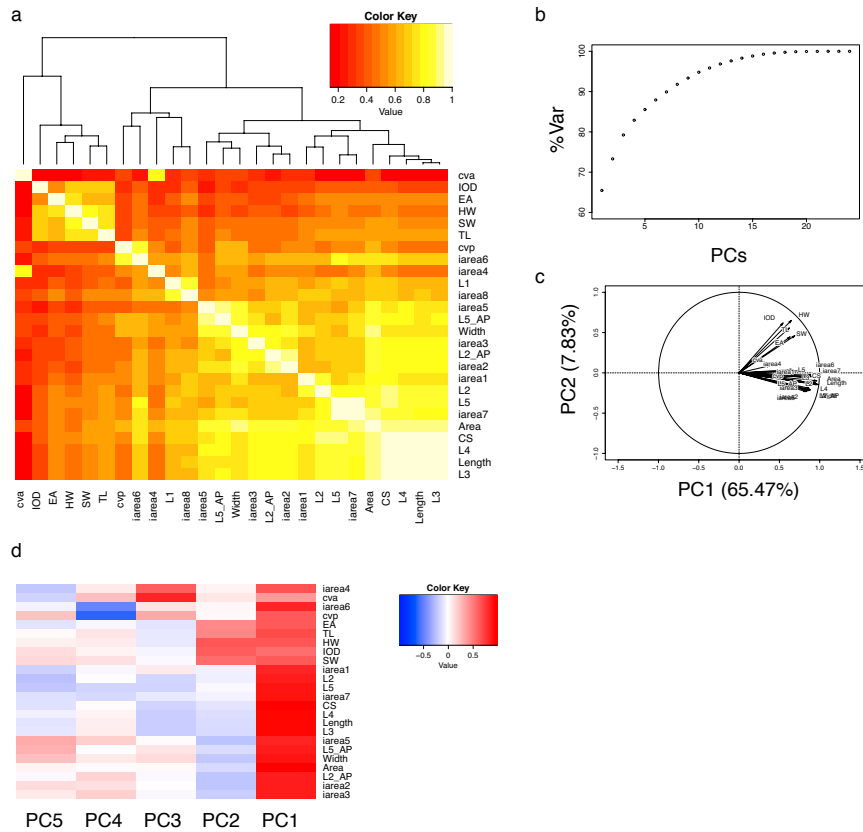 a
Color Key
0.2 0.4 0.6 0.8 1
Value
cva
IOD
EA
HW
SW
TL
cvp
iarea6
iarea4
L1
iarea8
iarea5
L5_AP
Width
iarea3
L2_AP
iarea2
iarea1
L2
L5
iarea7
Area
CS
L4
Length
L3
cva IOD EA HW SW TL cvp iarea6 iarea4 L1 iarea8 iarea5 L5_AP Width iarea3 L2_AP iarea2 iarea1 L2 L5 iarea7 Area CS L4 Length L3
b
100
90
80
70
60
%Var
5 10 15 20
PCs
c
1.0
0.5
0.0
−0.5
−1.0
PC2 (7.83%)
IOD
HW
TL
SW
EA
cva
iarea4
iarea6
L5
iarea7
CS
Area
Length
L4
−1.5 −1.0 −0.5 0.0 0.5 1.0 1.5
PC1 (65.47%)
d
iarea4
cva
iarea6
cvp
EA
TL
HW
IOD
SW
iarea1
L2
L5
iarea7
CS
L4
Length
L3
iarea5
L5_AP
Width
Area
L2_AP
iarea2
iarea3
PC5 PC4 PC3 PC2 PC1
Color Key
−0.5 0 0.5
Value